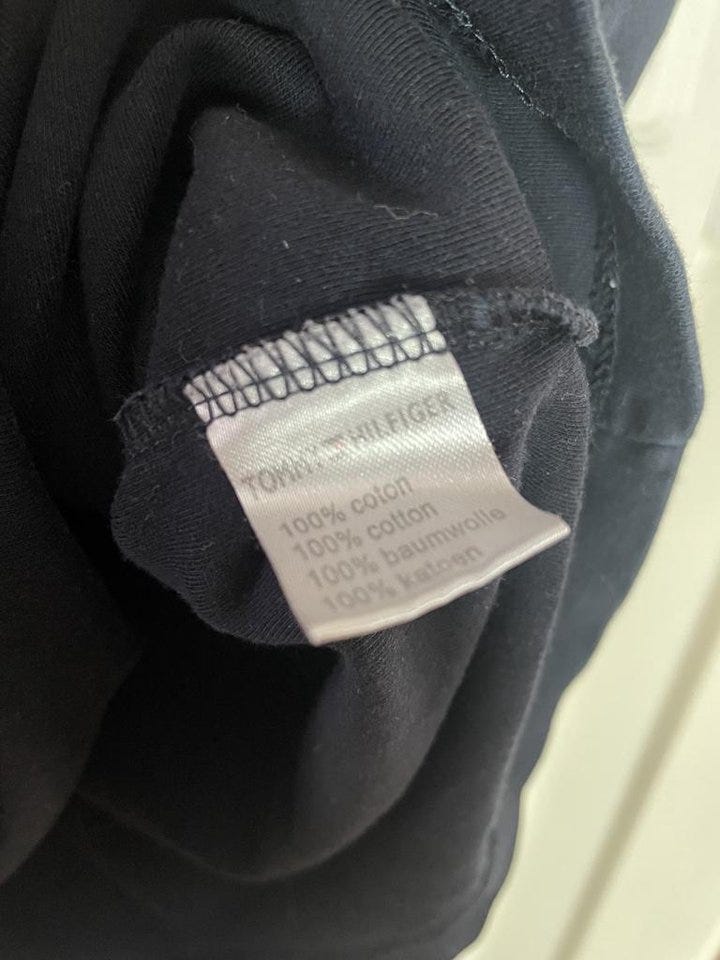 TOMMY HILFIGER
100% coton
100% cotton
100% baumwolle
100% katoen